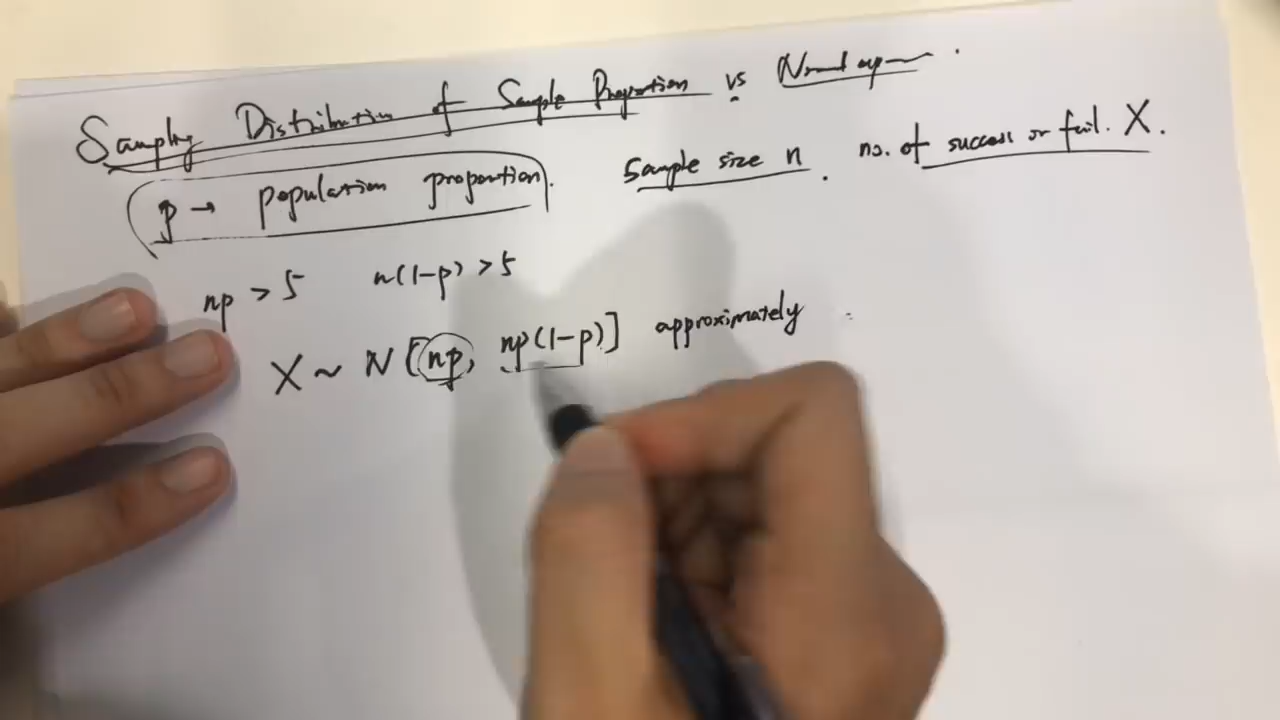 Sampling Distribution of Sample Proportion vs Normal
p → population proportion. Sample size n. no. of success or fail. X.
np > 5 n(1-p) > 5
X ~ N [np, np(1-p)] approximately